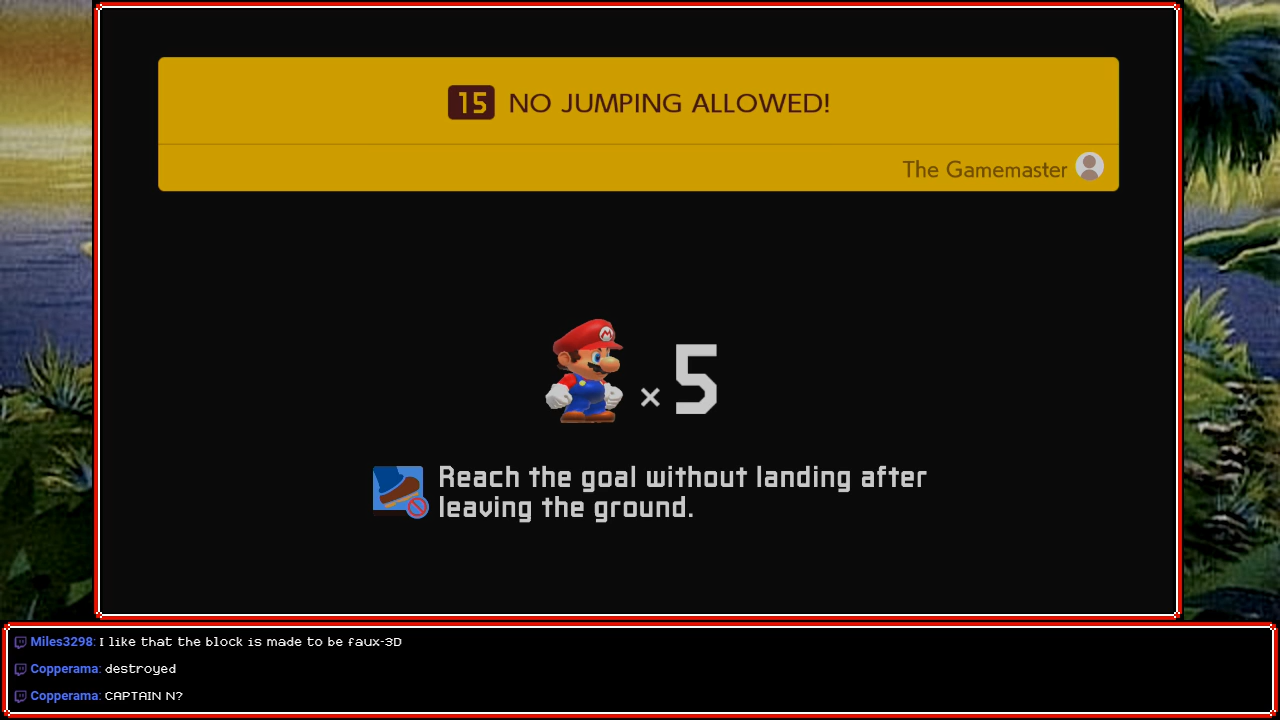 15 NO JUMPING ALLOWED!
The Gamemaster
M
× 5
Reach the goal without landing after
leaving the ground.
Miles3298: I like that the block is made to be faux-3D
Copperama: destroyed
Copperama: CAPTAIN N?